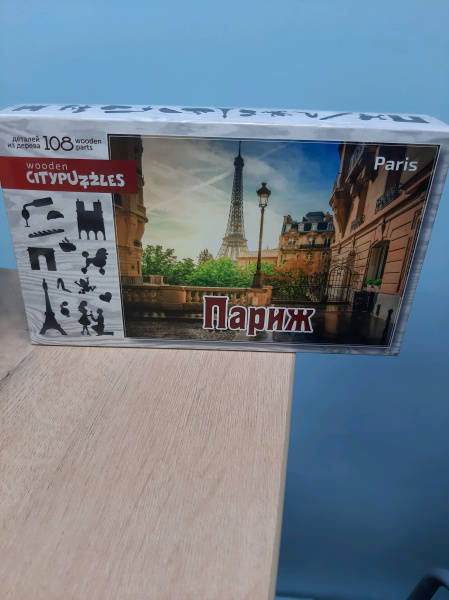 деталей
из дерева 108 wooden
parts
wooden
CITYPUZZLES
Paris
Париж